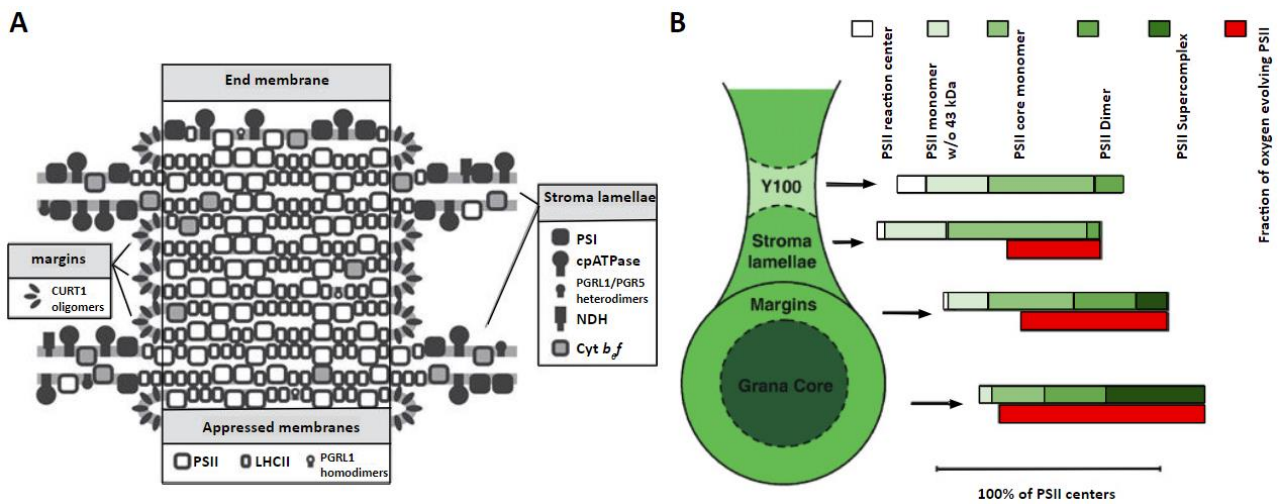 A
End membrane
margins
CURT1
oligomers
Stroma lamellae
PSI
cpATPase
PGRL1/PGR5
heterodimers
NDH
Cyt b6f
Appressed membranes
PSII
LHCII
PGRL1
homodimers
B
PSII reaction center
PSII monomer
w/o 43 kDa
PSII core monomer
PSII Dimer
PSII Supercomplex
Fraction of oxygen evolving PSII
Y100
Stroma
lamellae
Margins
Grana Core
100% of PSII centers